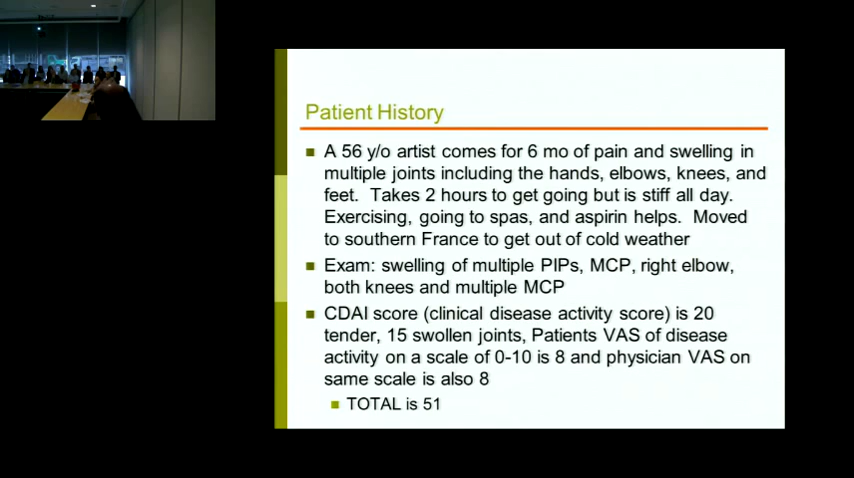 Patient History
A 56 y/o artist comes for 6 mo of pain and swelling in
multiple joints including the hands, elbows, knees, and
feet. Takes 2 hours to get going but is stiff all day.
Exercising, going to spas, and aspirin helps. Moved
to southern France to get out of cold weather
Exam: swelling of multiple PIPs, MCP, right elbow,
both knees and multiple MCP
CDAI score (clinical disease activity score) is 20
tender, 15 swollen joints, Patients VAS of disease
activity on a scale of 0-10 is 8 and physician VAS on
same scale is also 8
TOTAL is 51